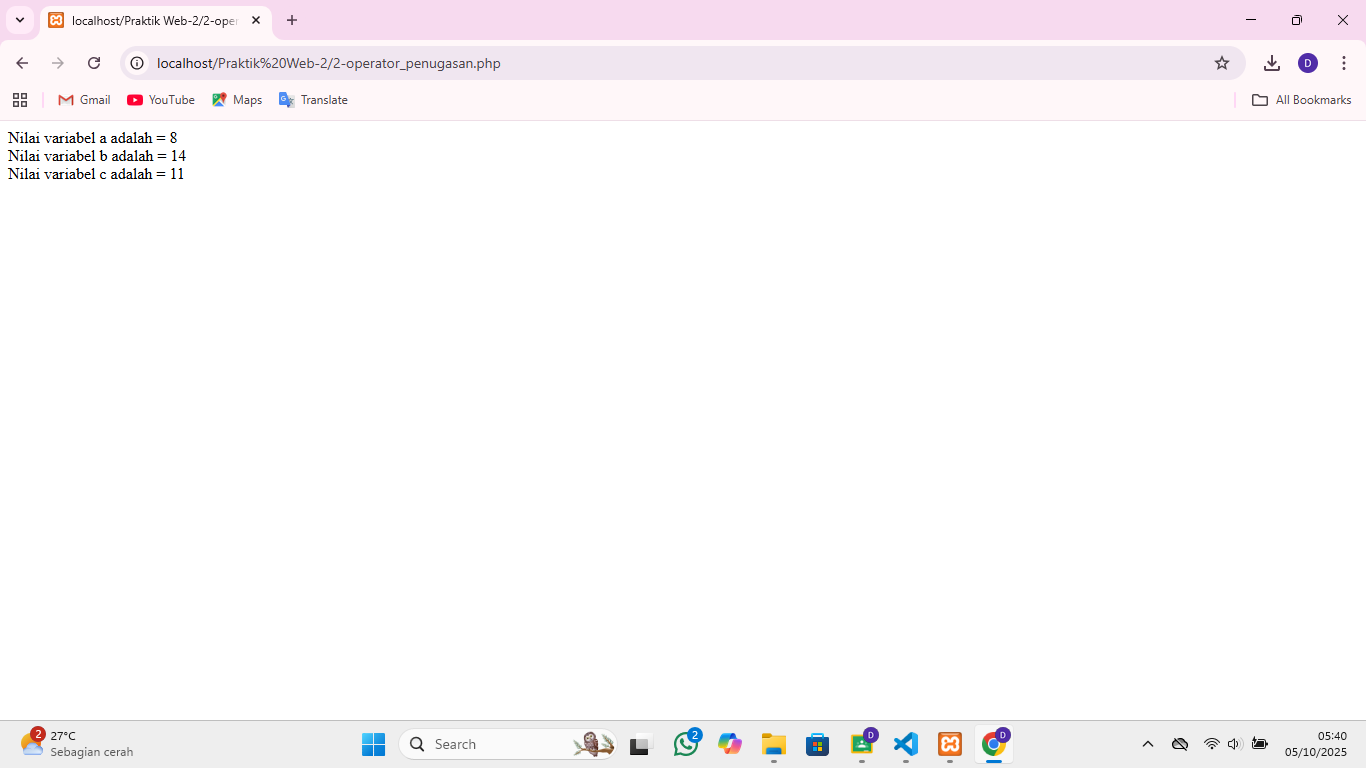 localhost/Praktik Web-2/2-oper
localhost/Praktik%20Web-2/2-operator_penugasan.php
D
Gmail
YouTube
Maps
Translate
All Bookmarks
Nilai variabel a adalah = 8
Nilai variabel b adalah = 14
Nilai variabel c adalah = 11
2
27°C
Sebagian cerah
Search
2
D
D
05:40
05/10/2025